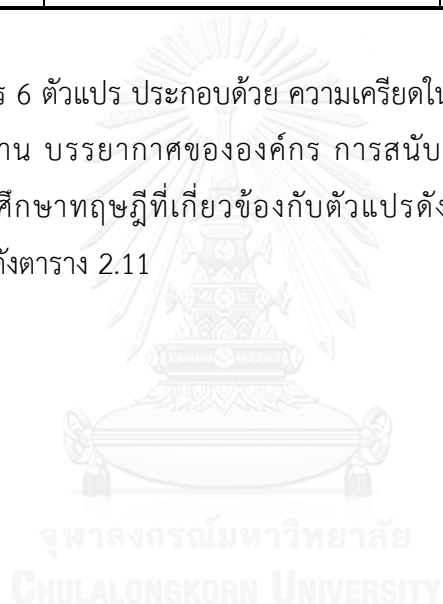 ร 6 ตัวแปร ประกอบด้วย ความเครียดใน
าน บรรยากาศขององค์กร การสนับ
ศึกษาทฤษฎีที่เกี่ยวข้องกับตัวแปรดัง
ดังตาราง 2.11
จุฬาลงกรณ์มหาวิทยาลัย
CHULALONGKORN UNIVERSITY